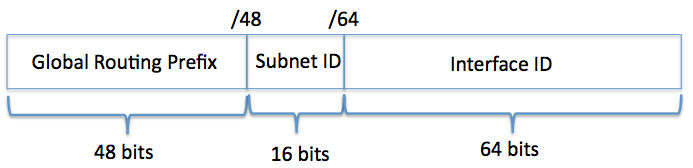 /48 /64
Global Routing Prefix Subnet ID Interface ID
48 bits 16 bits 64 bits